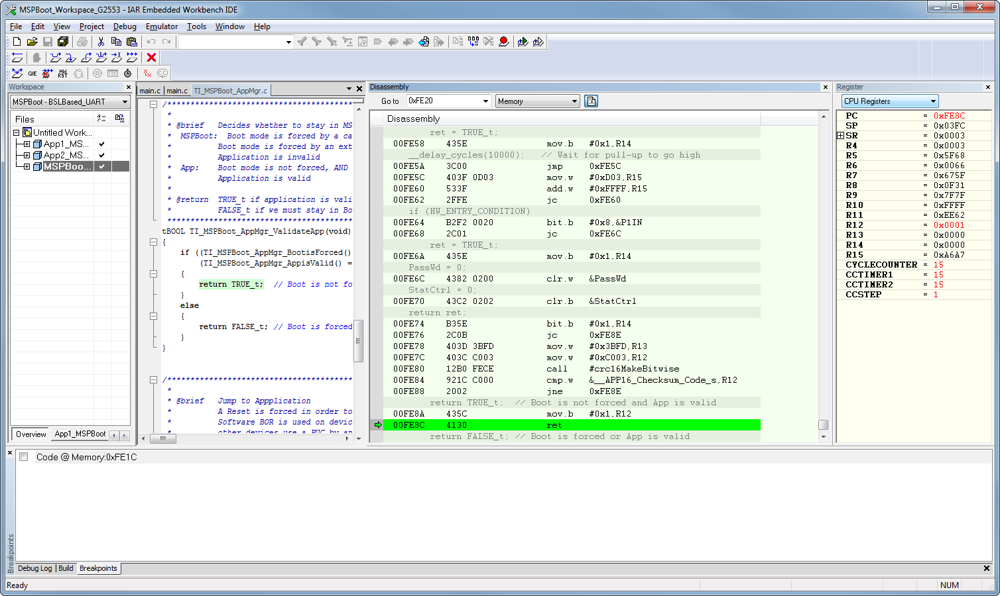 MSPBoot_Workspace_G2553 - IAR Embedded Workbench IDE
File Edit View Project Debug Emulator Tools Window Help
GIE HW RST
Workspace
MSPBoot - BSLBased_UART
Files
Untitled Work...
App1_MS...
App2_MS...
MSPBoo...
Overview App1_MSPBoot
main.c main.c TI_MSPBoot_AppMgr.c
/****************************************
*
* @brief Decides whether to stay in MS
* MSPBoot: Boot mode is forced by a ca
* Boot mode is forced by an ext
* Application is invalid
* App: Boot mode is not forced, AND
* Application is valid
*
* @return TRUE_t if application is vali
* FALSE_t if we must stay in Bo
****************************************
tBOOL TI_MSPBoot_AppMgr_ValidateApp(void)
{
if ((TI_MSPBoot_AppMgr_BootisForced()
(TI_MSPBoot_AppMgr_AppisValid() =
{
return TRUE_t; // Boot is not fo
}
else
{
return FALSE_t; // Boot is forced
}
}
/****************************************
*
* @brief Jump to Appplication
* A Reset is forced in order to
* Software BOR is used on devic
* other devices use a PUC by an
Disassembly
Go to 0xFE20 Memory
Disassembly
ret = TRUE_t;
00FE58 435E mov.b #0x1,R14
__delay_cycles(10000); // Wait for pull-up to go high
00FE5A 3C00 jmp 0xFE5C
00FE5C 403F 0D03 mov.w #0xD03,R15
00FE60 533F add.w #0xFFFF,R15
00FE62 2FFE jc 0xFE60
if (HW_ENTRY_CONDITION)
00FE64 B2F2 0020 bit.b #0x8,&P1IN
00FE68 2C01 jc 0xFE6C
ret = TRUE_t;
00FE6A 435E mov.b #0x1,R14
PassWd = 0;
00FE6C 4382 0200 clr.w &PassWd
StatCtrl = 0;
00FE70 43C2 0202 clr.b &StatCtrl
return ret;
00FE74 B35E bit.b #0x1,R14
00FE76 2C0B jc 0xFE8E
00FE78 403D 3BFD mov.w #0x3BFD,R13
00FE7C 403C C003 mov.w #0xC003,R12
00FE80 12B0 FECE call #crc16MakeBitwise
00FE84 921C C000 cmp.w &__APP16_Checksum_Code_s,R12
00FE88 2002 jne 0xFE8E
return TRUE_t; // Boot is not forced and App is valid
00FE8A 435C mov.b #0x1,R12
00FE8C 4130 ret
return FALSE_t; // Boot is forced or App is valid
Register
CPU Registers
PC = 0xFE8C
SP = 0x03FC
SR = 0x0003
R4 = 0x0003
R5 = 0x5F68
R6 = 0x0066
R7 = 0x675F
R8 = 0x0F31
R9 = 0x7F7F
R10 = 0xFFFF
R11 = 0xEE62
R12 = 0x0001
R13 = 0x0000
R14 = 0x0000
R15 = 0xA6A7
CYCLECOUNTER = 15
CCTIMER1 = 15
CCTIMER2 = 15
CCSTEP = 1
Code @ Memory:0xFE1C
Breakpoints
Debug Log Build Breakpoints
Ready NUM